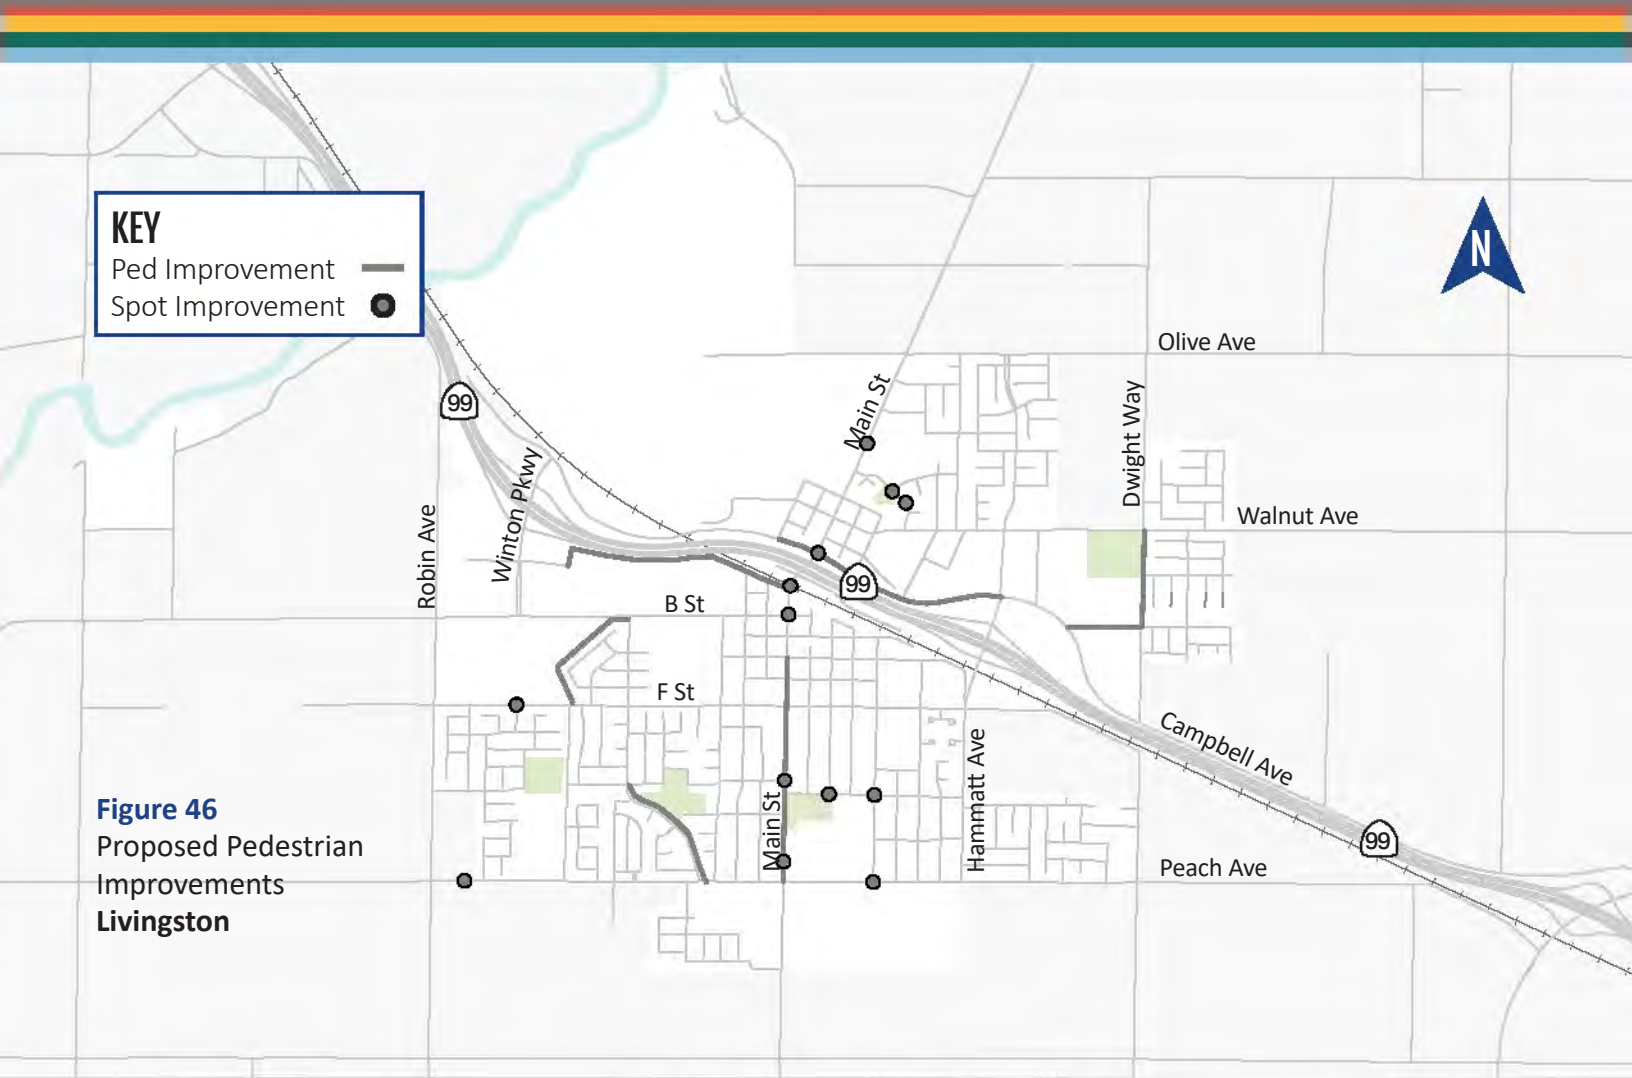 KEY
Ped Improvement
Spot Improvement
N
Olive Ave
Main St
99
Dwight Way
Winton Pkwy
Robin Ave
Walnut Ave
99
B St
F St
Campbell Ave
Hammatt Ave
Main St
99
Peach Ave
Figure 46
Proposed Pedestrian
Improvements
Livingston